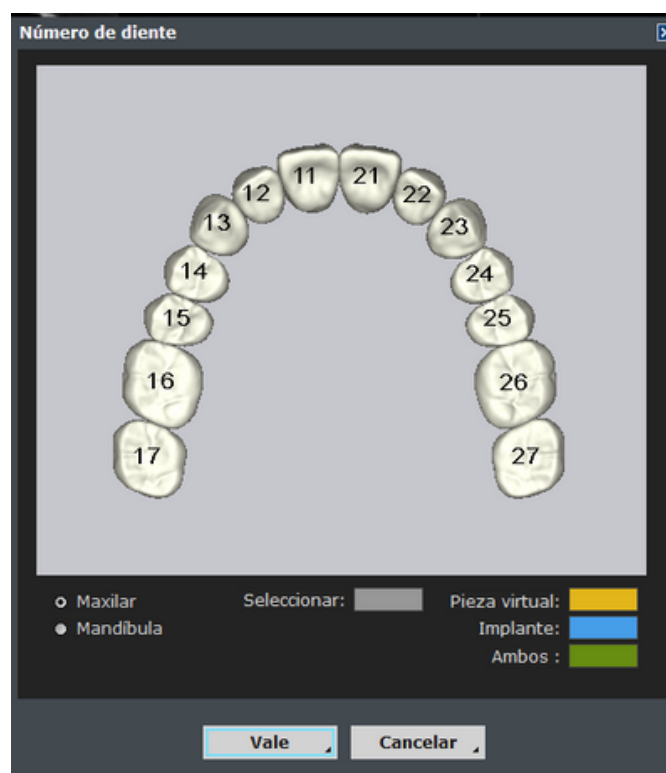 Número de diente
11 21
12 22
13 23
14 24
15 25
16 26
17 27
Maxilar Seleccionar: Pieza virtual:
Mandíbula Implante:
Ambos :
Vale Cancelar